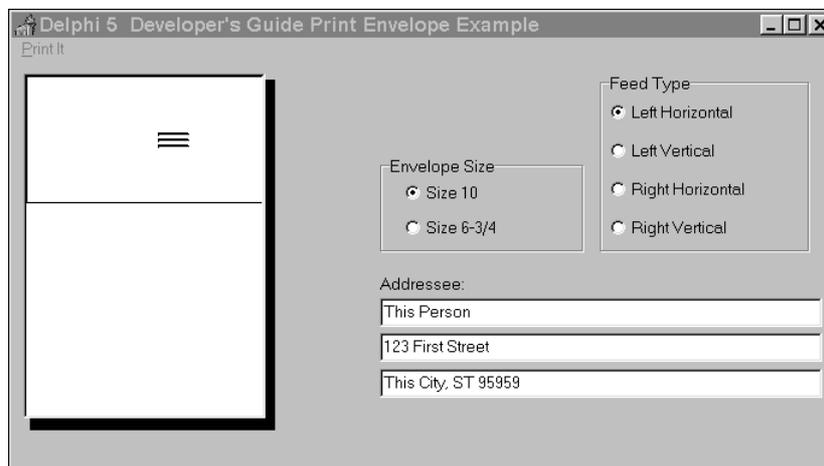 Delphi 5 Developer's Guide Print Envelope Example
Print It
Feed Type
Left Horizontal
Left Vertical
Right Horizontal
Right Vertical
Envelope Size
Size 10
Size 6-3/4
Addressee:
This Person
123 First Street
This City, ST 95959